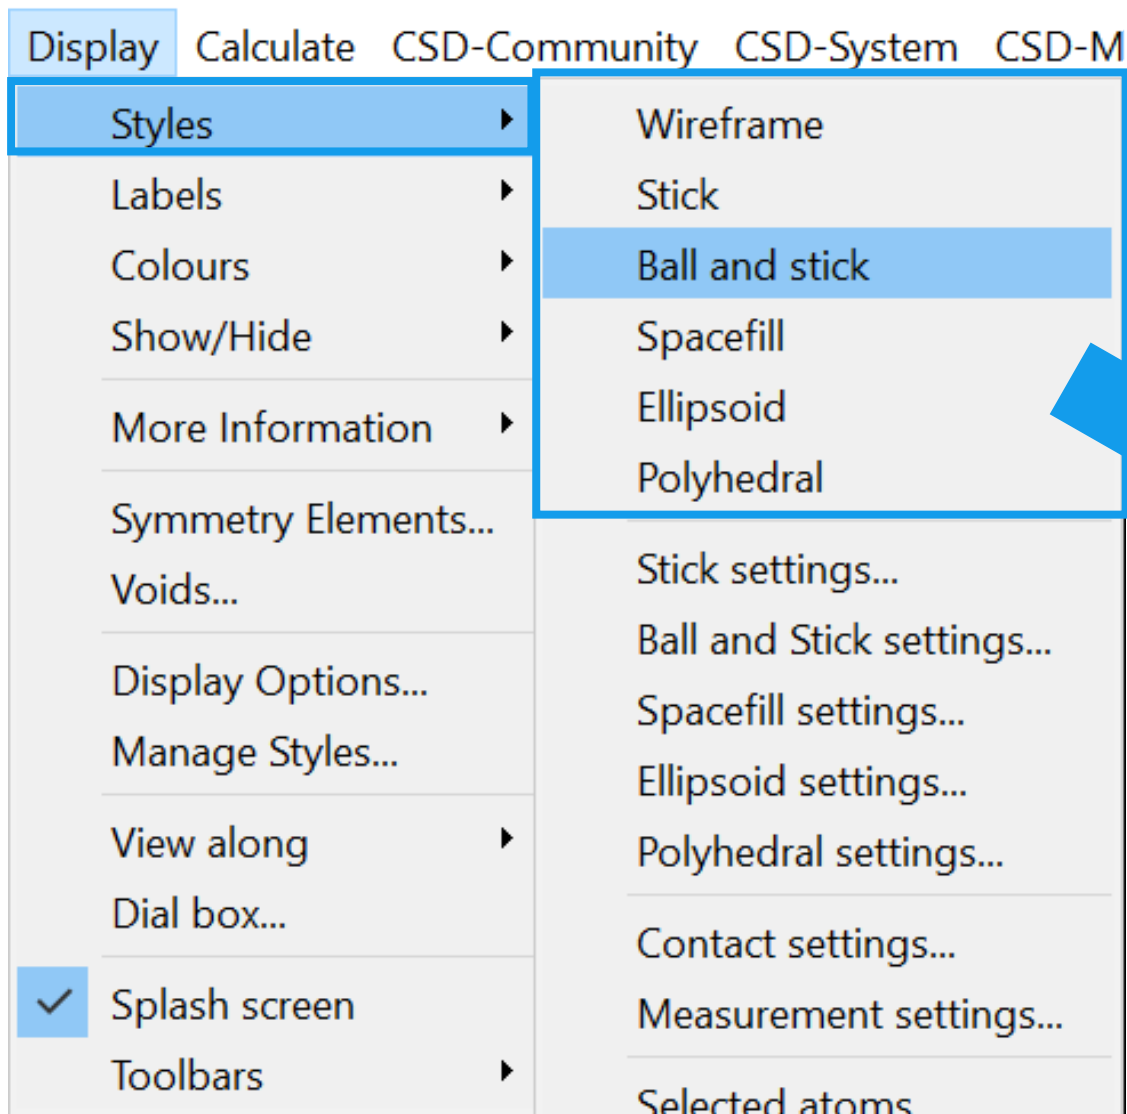 Display Calculate CSD-Community CSD-System CSD-M
Styles
Labels
Colours
Show/Hide
More Information
Symmetry Elements...
Voids...
Display Options...
Manage Styles...
View along
Dial box...
Splash screen
Toolbars
Wireframe
Stick
Ball and stick
Spacefill
Ellipsoid
Polyhedral
Stick settings...
Ball and Stick settings...
Spacefill settings...
Ellipsoid settings...
Polyhedral settings...
Contact settings...
Measurement settings...
Selected atoms